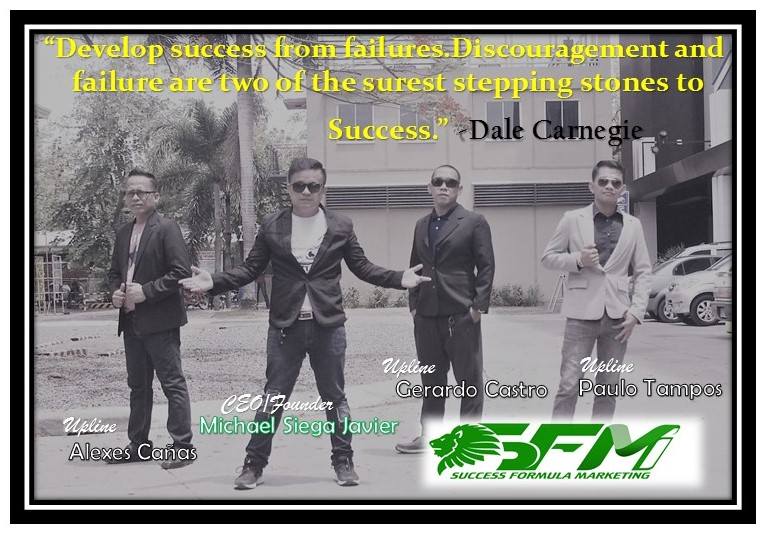 “Develop success from failures.Discouragement and
failure are two of the surest stepping stones to
Success.” -Dale Carnegie
Upline
Alexes Cañas
CEO/Founder
Michael Siega Javier
Upline
Gerardo Castro
Upline
Paulo Tampos
SFMi
SUCCESS FORMULA MARKETING